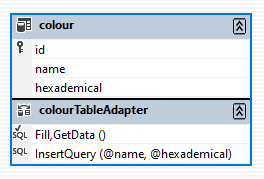 colour
id
name
hexademical
colourTableAdapter
SQL Fill,GetData ()
SQL InsertQuery (@name, @hexademical)